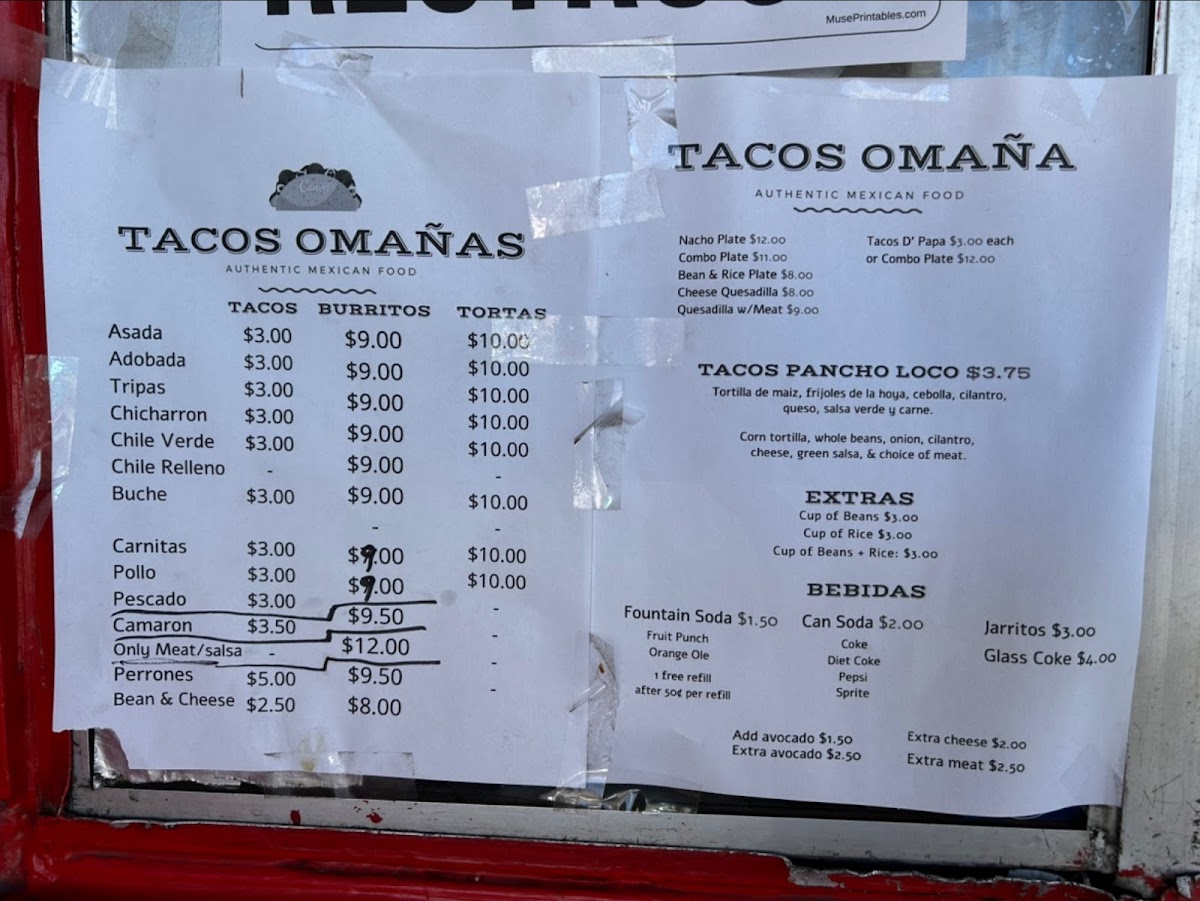 MusePrintables.com
TACOS OMAÑAS
AUTHENTIC MEXICAN FOOD
TACOS BURRITOS TORTAS
Asada $3.00 $9.00 $10.00
Adobada $3.00 $9.00 $10.00
Tripas $3.00 $9.00 $10.00
Chicharron $3.00 $9.00 $10.00
Chile Verde $3.00 $10.00
Chile Relleno - $9.00 -
Buche $3.00 $9.00 $10.00
- -
Carnitas $3.00 $9.00 $10.00
Pollo $3.00 $9.00 $10.00
Pescado $3.00 -
Camaron $3.50 $9.50 -
Only Meat/salsa - $12.00 -
Perrones $5.00 $9.50 -
Bean & Cheese $2.50 $8.00
TACOS OMAÑA
AUTHENTIC MEXICAN FOOD
Nacho Plate $12.00
Combo Plate $11.00
Bean & Rice Plate $8.00
Cheese Quesadilla $8.00
Quesadilla w/Meat $9.00
Tacos D' Papa $3.00 each
or Combo Plate $12.00
TACOS PANCHO LOCO $3.75
Tortilla de maiz, frijoles de la hoya, cebolla, cilantro,
queso, salsa verde y carne.
Corn tortilla, whole beans, onion, cilantro,
cheese, green salsa, & choice of meat.
EXTRAS
Cup of Beans $3.00
Cup of Rice $3.00
Cup of Beans + Rice: $3.00
BEBIDAS
Fountain Soda $1.50
Fruit Punch
Orange Ole
1 free refill
after 50¢ per refill
Can Soda $2.00
Coke
Diet Coke
Pepsi
Sprite
Jarritos $3.00
Glass Coke $4.00
Add avocado $1.50
Extra avocado $2.50
Extra cheese $2.00
Extra meat $2.50